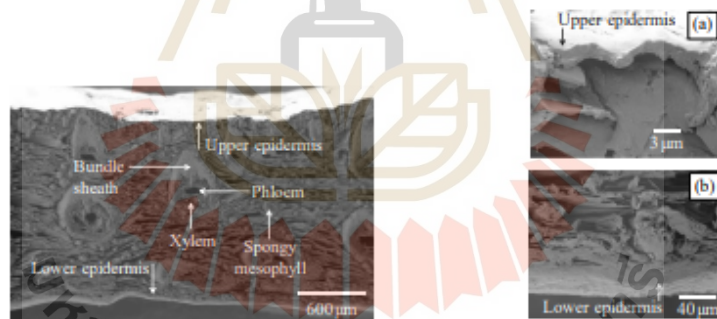 Upper epidermis
Bundle
sheath
Phloem
Xylem
Spongy
mesophyll
Lower epidermis
600 μm
Upper epidermis
(a)
3 μm
(b)
Lower epidermis
40 μm